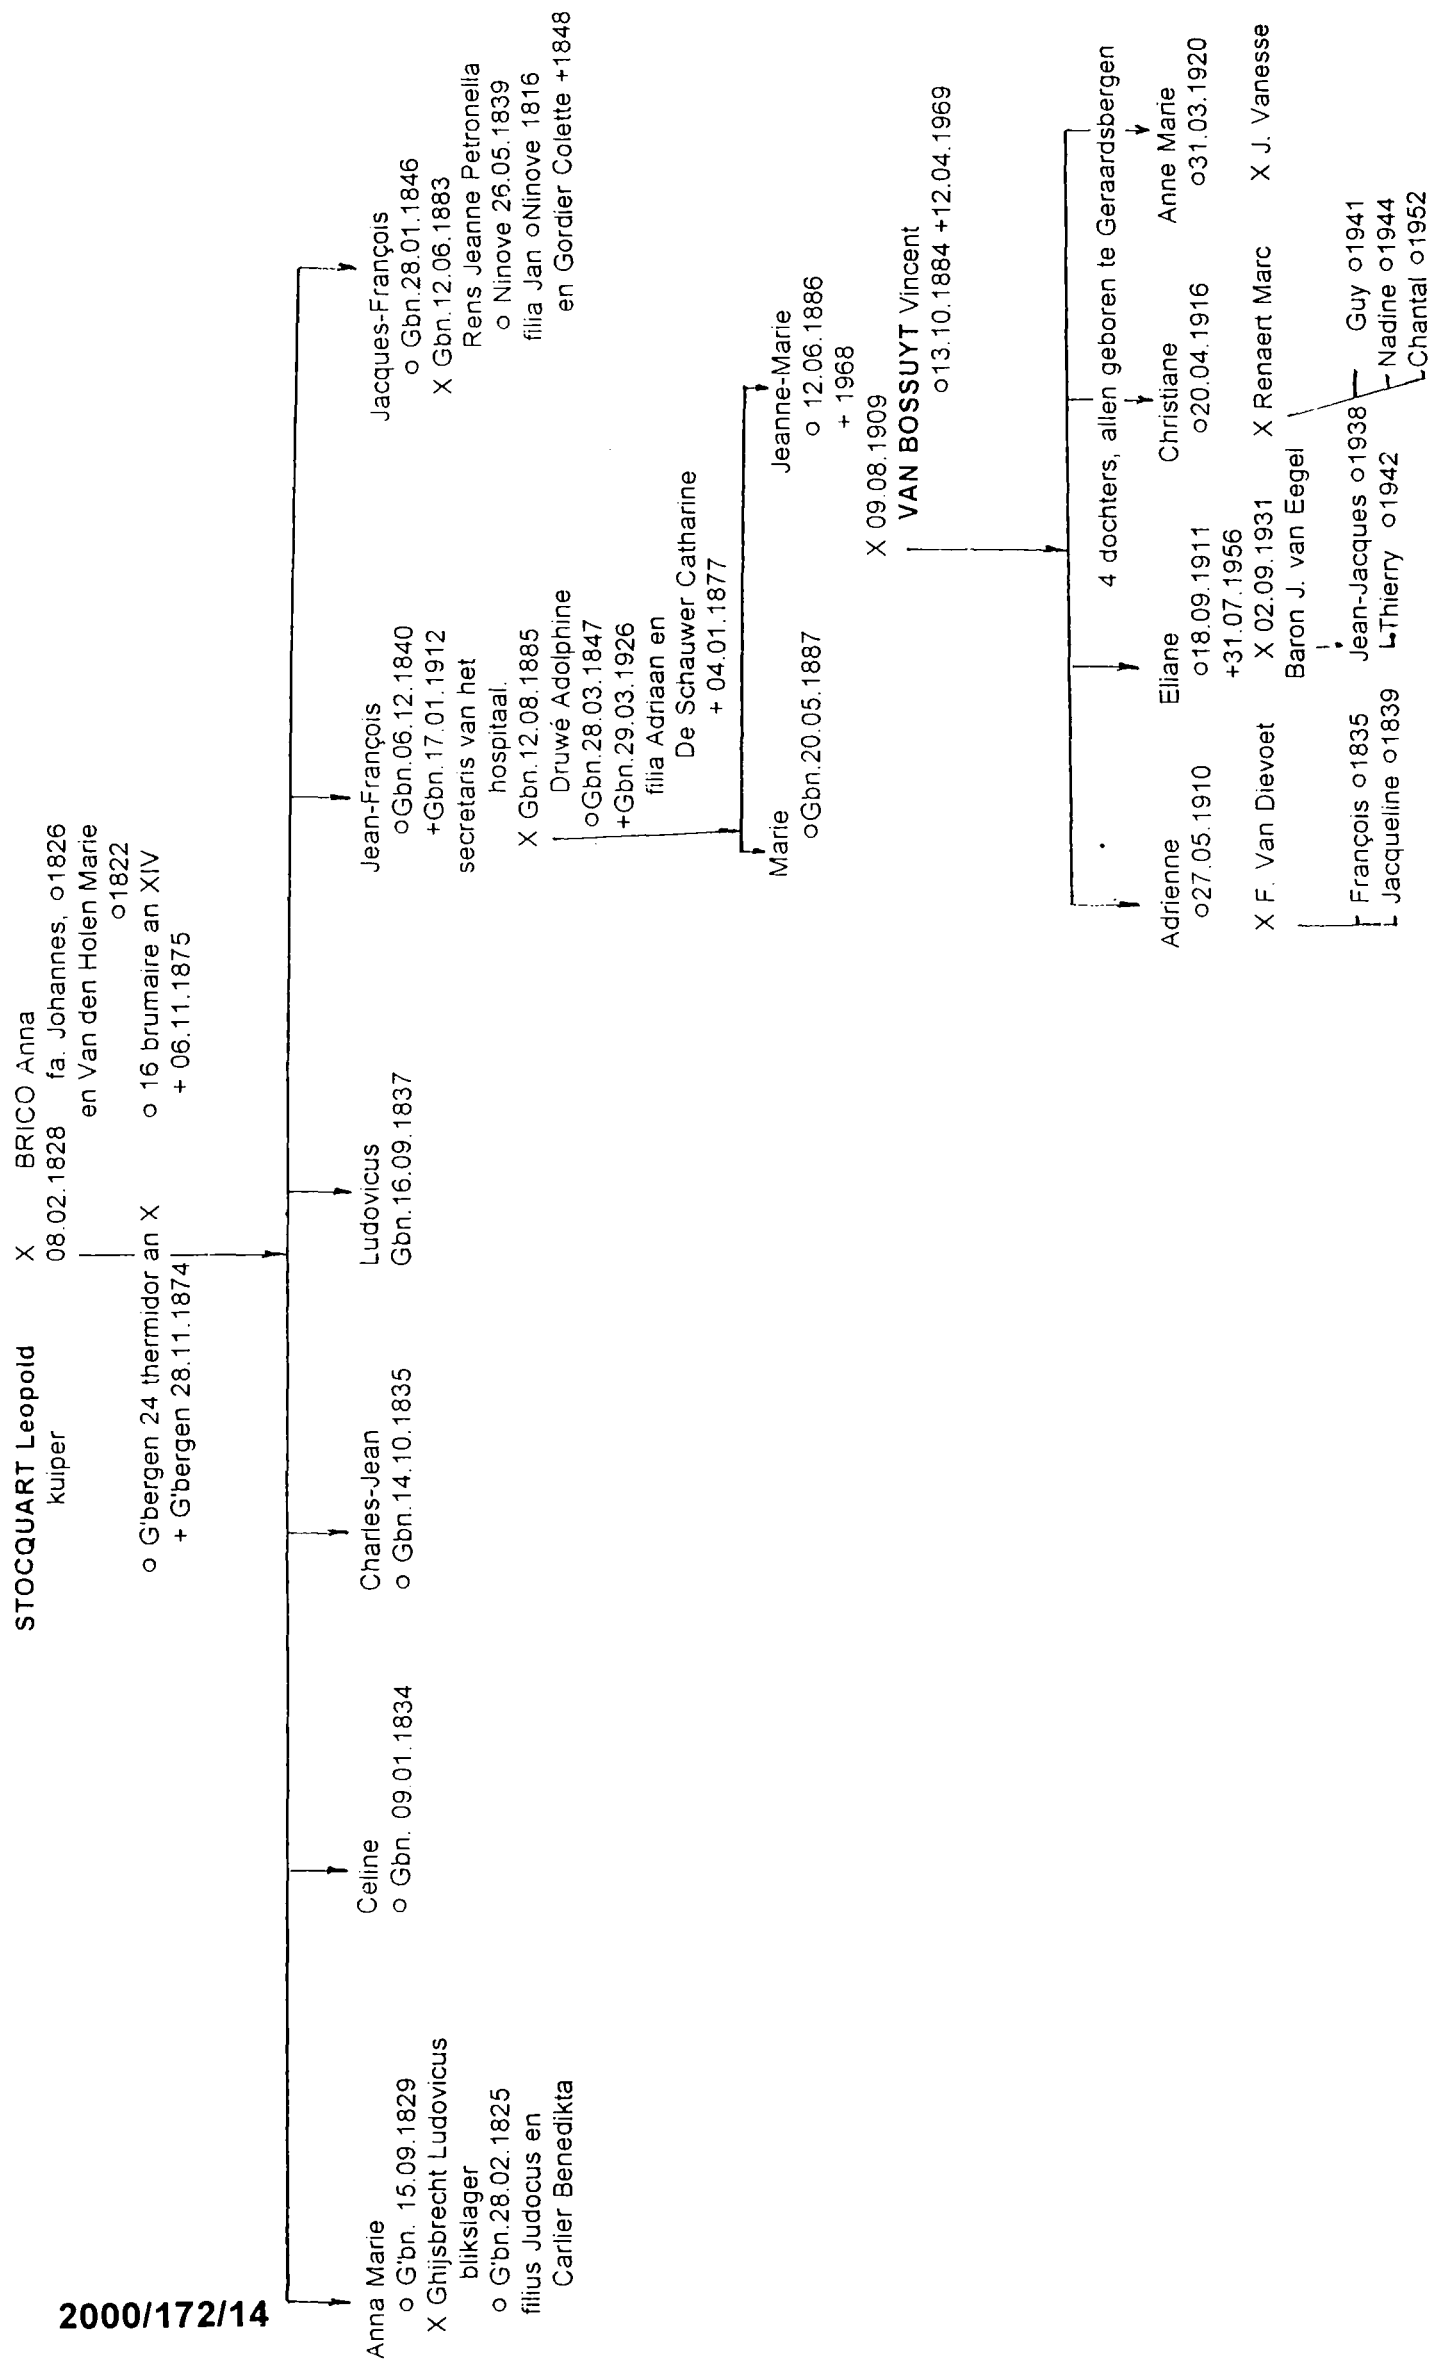 2000/172/14
STOCQUART Leopold X BRICO Anna
kuiper 08.02.1828 fa. Johannes, o1826
en Van den Holen Marie
o1822
o G'bergen 24 thermidor an X o 16 brumaire an XIV
+ G'bergen 28.11.1874 + 06.11.1875
Anna Marie
o G'bn. 15.09.1829
X Ghijsbrecht Ludovicus
blikslager
o G'bn.28.02.1825
filius Judocus en
Carlier Benedikta
Celine
o Gbn. 09.01.1834
Charles-Jean
o Gbn.14.10.1835
Ludovicus
Gbn.16.09.1837
Jean-François
oGbn.06.12.1840
+Gbn.17.01.1912
secretaris van het
hospitaal.
X Gbn.12.08.1885
Druwé Adolphine
oGbn.28.03.1847
+Gbn.29.03.1926
filia Adriaan en
De Schauwer Catharine
+ 04.01.1877
Jacques-François
o Gbn.28.01.1846
X Gbn.12.06.1883
Rens Jeanne Petronella
o Ninove 26.05.1839
filia Jan oNinove 1816
en Gordier Colette +1848
Marie
oGbn.20.05.1887
Jeanne-Marie
o 12.06.1886
+ 1968
X 09.08.1909
VAN BOSSUYT Vincent
o13.10.1884 +12.04.1969
4 dochters, allen geboren te Geraardsbergen
Adrienne
o27.05.1910
X F. Van Dievoet
François o1835
Jacqueline o1839
Eliane
o18.09.1911
+31.07.1956
X 02.09.1931
Baron J. van Eegel
Jean-Jacques o1938
Thierry o1942
Christiane
o20.04.1916
X Renaert Marc
Guy o1941
Nadine o1944
Chantal o1952
Anne Marie
o31.03.1920
X J. Vanesse